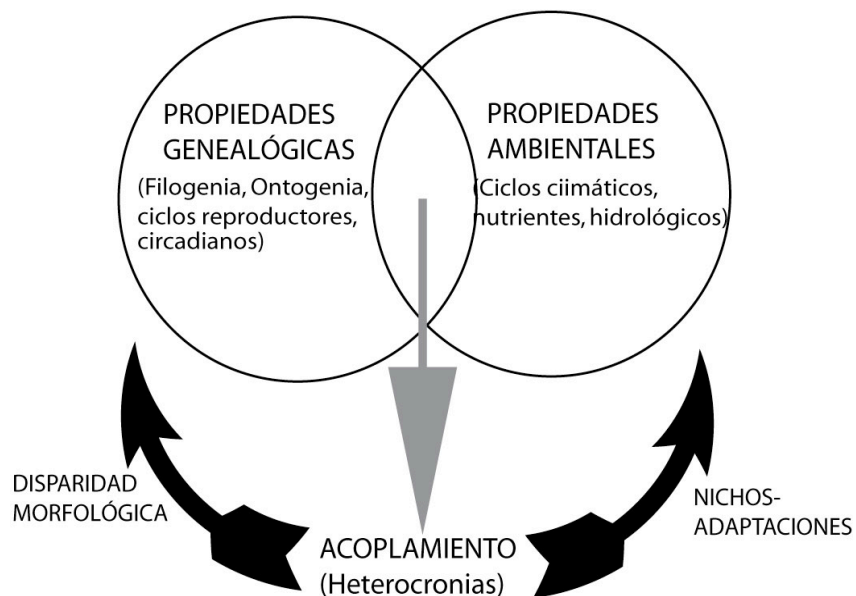 PROPIEDADES
GENEALÓGICAS
(Filogenia, Ontogenia,
ciclos reproductores,
circadianos)
PROPIEDADES
AMBIENTALES
(Ciclos ciimáticos,
nutrientes, hidrológicos)
DISPARIDAD
MORFOLÓGICA
NICHOS-
ADAPTACIONES
ACOPLAMIENTO
(Heterocronias)